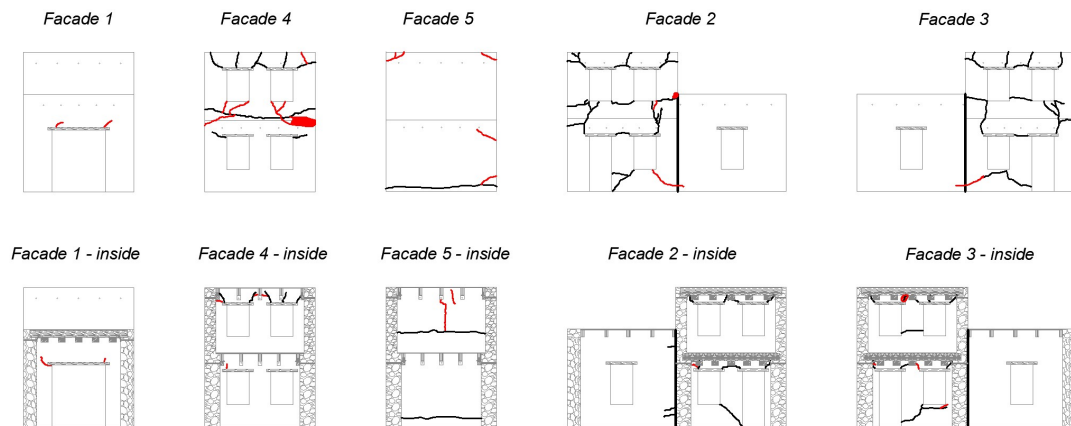 Facade 1
Facade 4
Facade 5
Facade 2
Facade 3
Facade 1 - inside
Facade 4 - inside
Facade 5 - inside
Facade 2 - inside
Facade 3 - inside